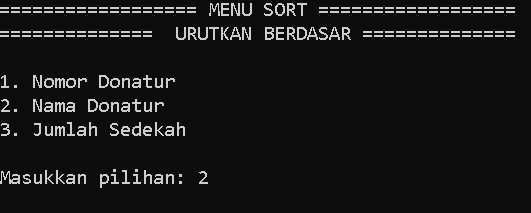 ================== MENU SORT ==================
============== URUTKAN BERDASAR ==============
1. Nomor Donatur
2. Nama Donatur
3. Jumlah Sedekah
Masukkan pilihan: 2